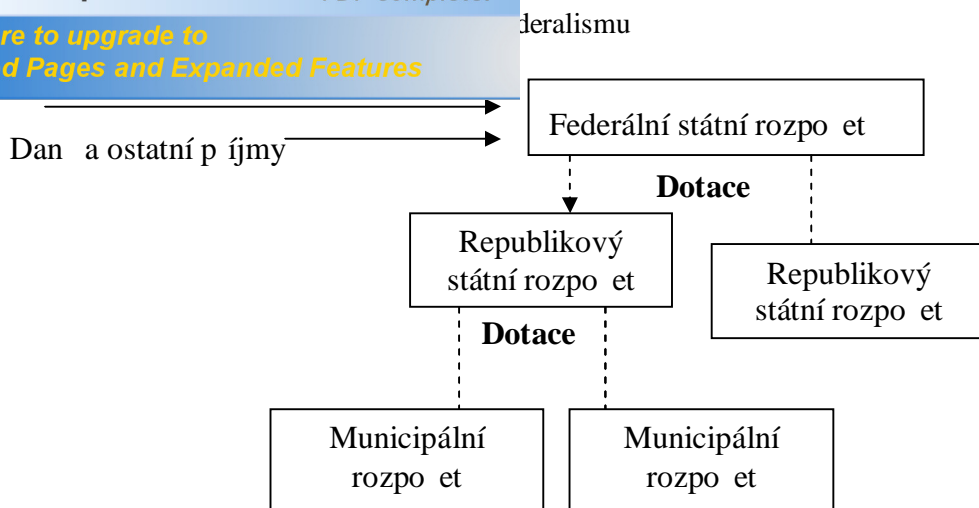 re to upgrade to
d Pages and Expanded Features
deralismu
Federální státní rozpo et
Dan a ostatní p íjmy
Dotace
Republikový
státní rozpo et
Republikový
státní rozpo et
Dotace
Municipální
rozpo et
Municipální
rozpo et